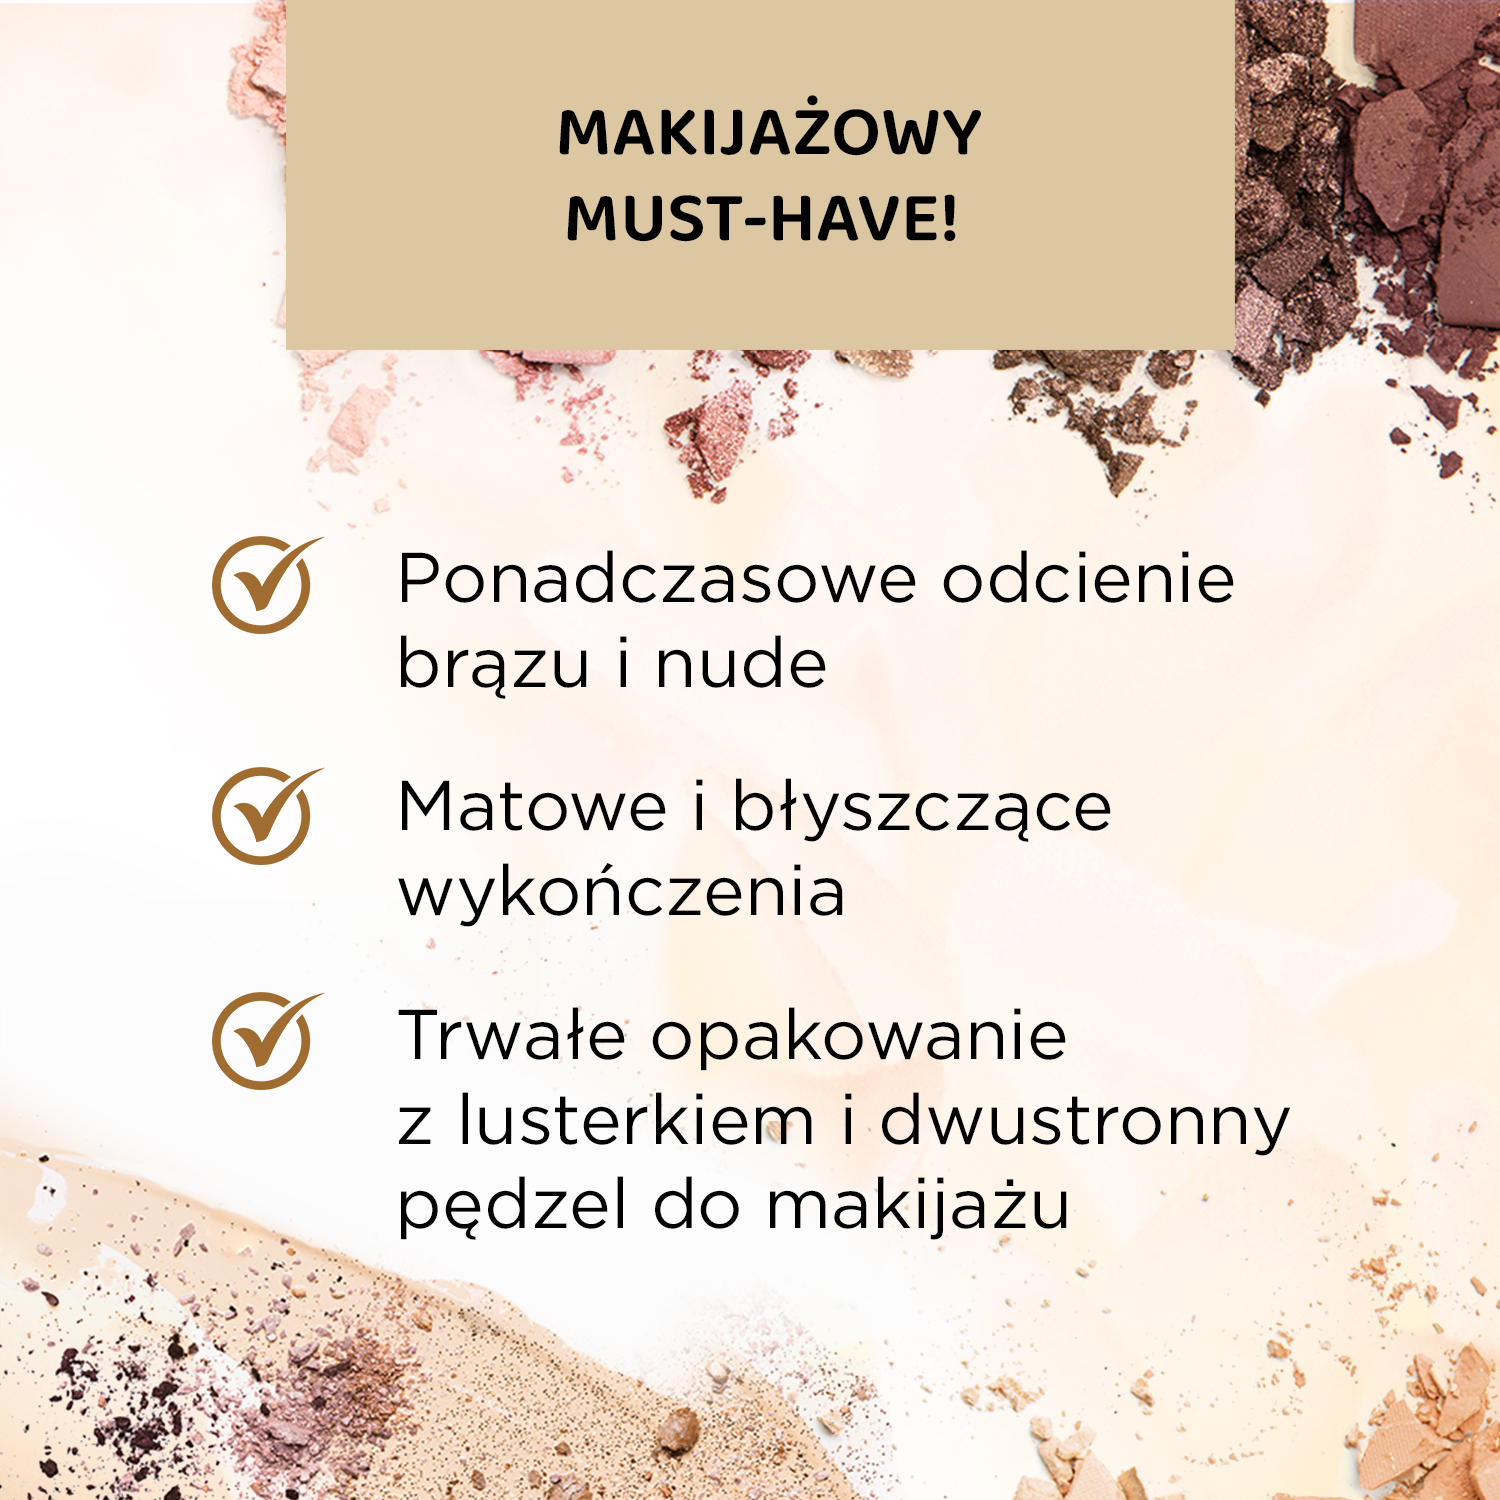 MAKIJAŻOWY
MUST-HAVE!
Ponadczasowe odcienie
brązu i nude
Matowe i błyszczące
wykończenia
Trwałe opakowanie
z lusterkiem i dwustronny
pędzel do makijażu